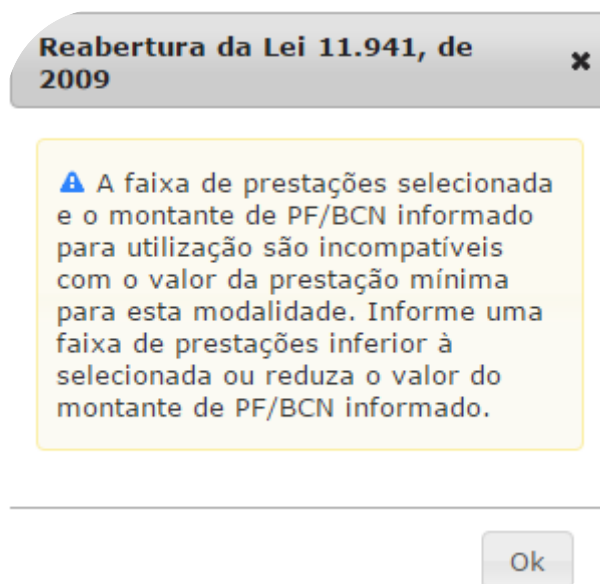 Reabertura da Lei 11.941, de
2009
A faixa de prestações selecionada
e o montante de PF/BCN informado
para utilização são incompatíveis
com o valor da prestação mínima
para esta modalidade. Informe uma
faixa de prestações inferior à
selecionada ou reduza o valor do
montante de PF/BCN informado.
Ok